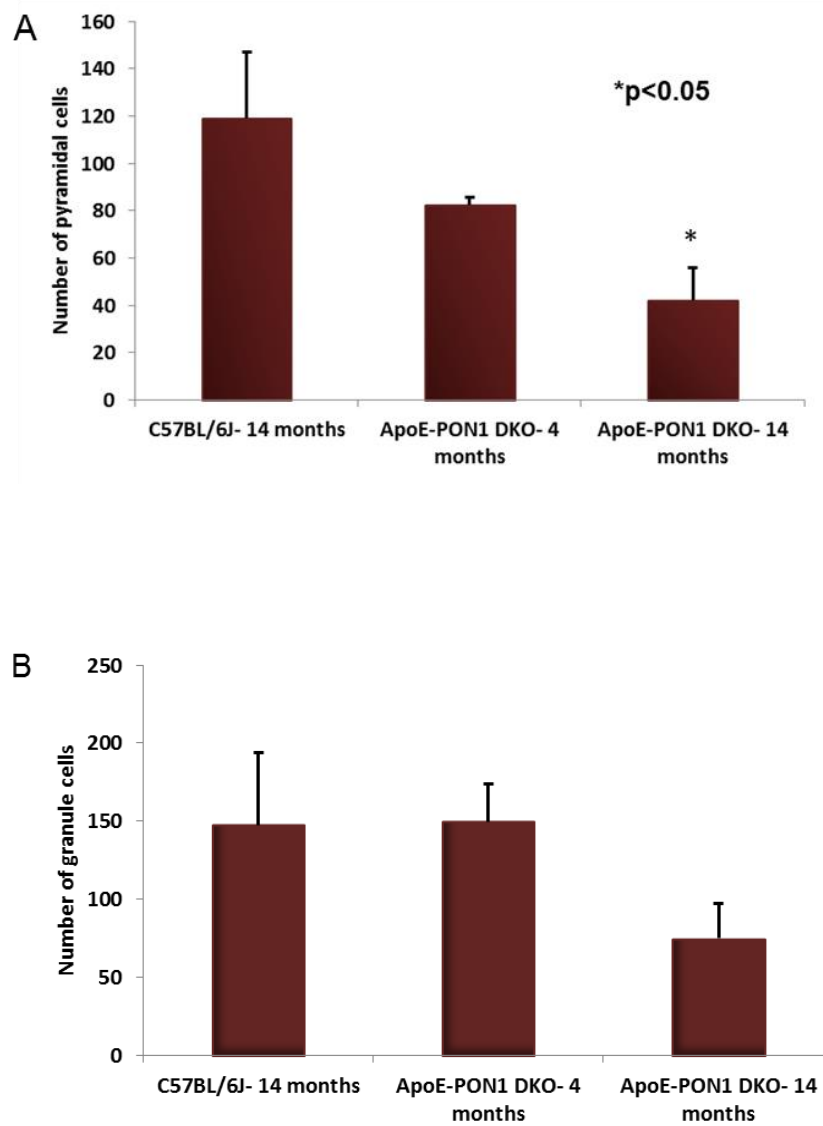 A
160
140
120
100
80
60
40
20
0
Number of pyramidal cells
*p<0.05
*
C57BL/6J- 14 months
ApoE-PON1 DKO- 4
months
ApoE-PON1 DKO- 14
months
B
250
200
150
100
50
0
Number of granule cells
C57BL/6J- 14 months
ApoE-PON1 DKO- 4
months
ApoE-PON1 DKO- 14
months